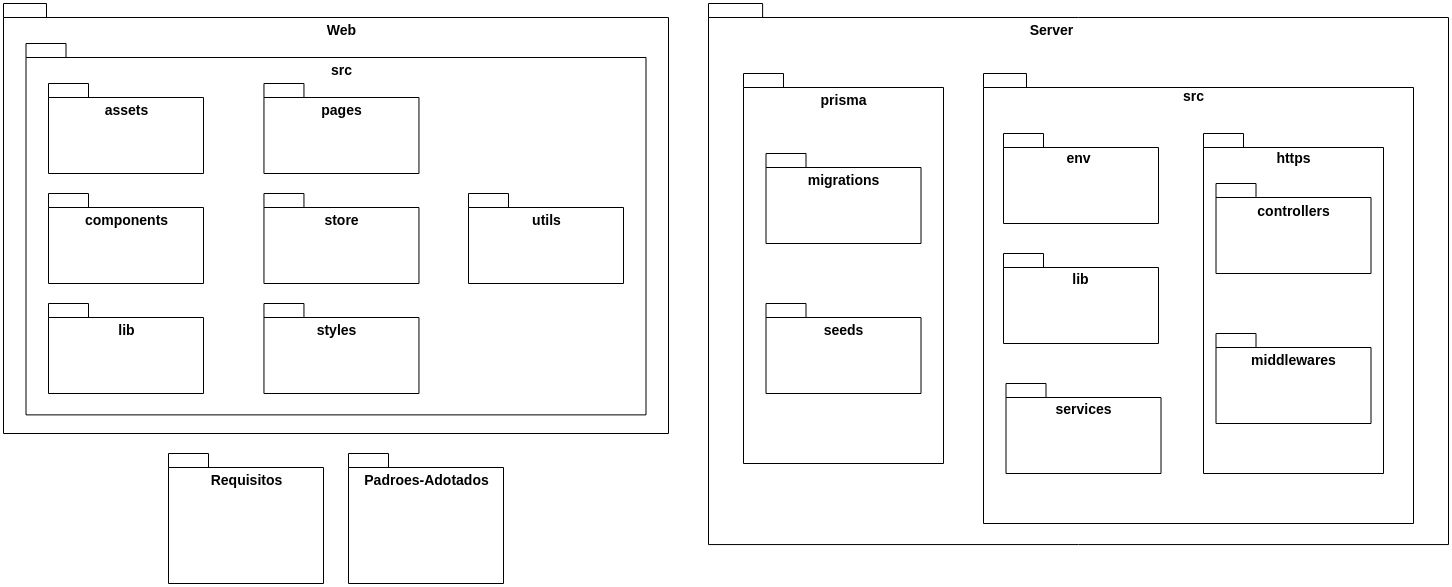 Web
src
assets
pages
components
store
utils
lib
styles
Requisitos
Padroes-Adotados
Server
prisma
migrations
seeds
src
env
lib
services
https
controllers
middlewares